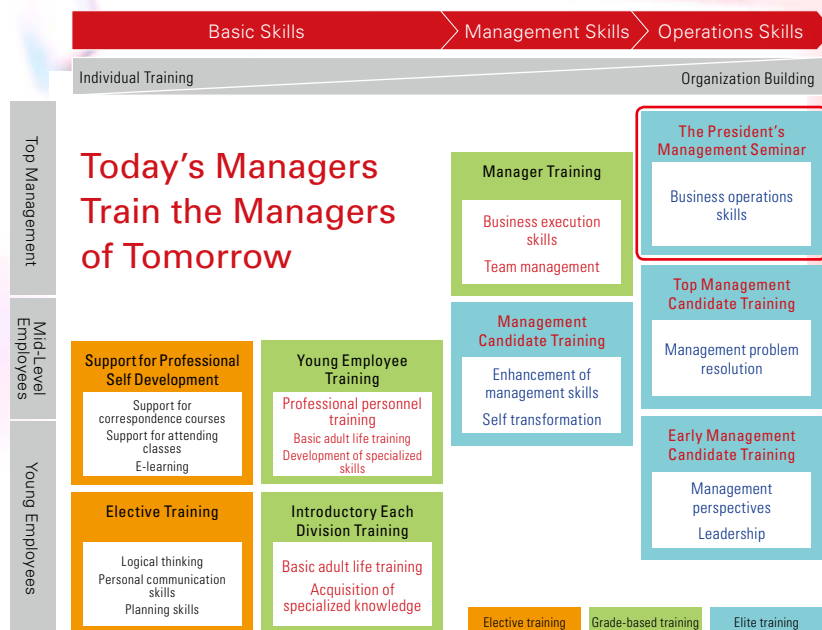 Basic Skills
Management Skills
Operations Skills
Individual Training
Organization Building
Top Management
Mid-Level
Employees
Young Employees
Today's Managers
Train the Managers
of Tomorrow
Support for Professional
Self Development
Support for
correspondence courses
Support for attending
classes
E-learning
Elective Training
Logical thinking
Personal communication
skills
Planning skills
Young Employee
Training
Professional personnel
training
Basic adult life training
Development of specialized
skills
Introductory Each
Division Training
Basic adult life training
Acquisition of
specialized knowledge
Manager Training
Business execution
skills
Team management
Management
Candidate Training
Enhancement of
management skills
Self transformation
The President's
Management Seminar
Business operations
skills
Top Management
Candidate Training
Management problem
resolution
Early Management
Candidate Training
Management
perspectives
Leadership
Elective training
Grade-based training
Elite training